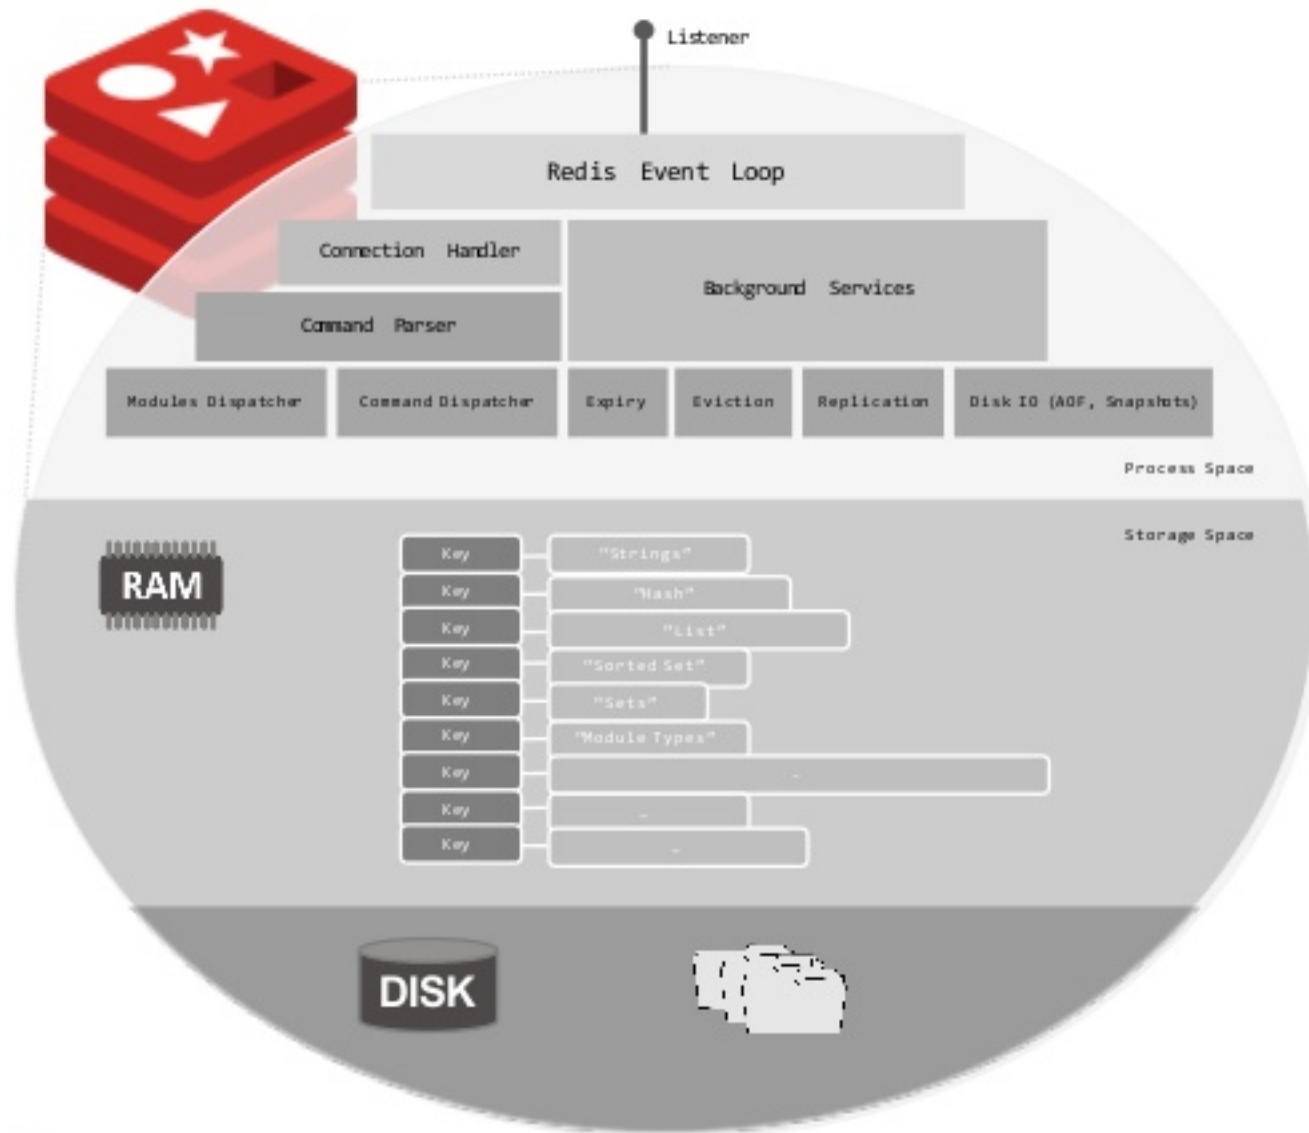 Listener
Redis Event Loop
Connection Handler
Background Services
Command Parser
Modules Dispatcher
Command Dispatcher
Expiry
Eviction
Replication
Disk IO (AOF, Snapshots)
Process Space
Storage Space
RAM
Key
"Strings"
Key
"Hash"
Key
"List"
Key
"Sorted Set"
Key
"Sets"
Key
"Module Types"
Key
…
Key
…
Key
…
DISK